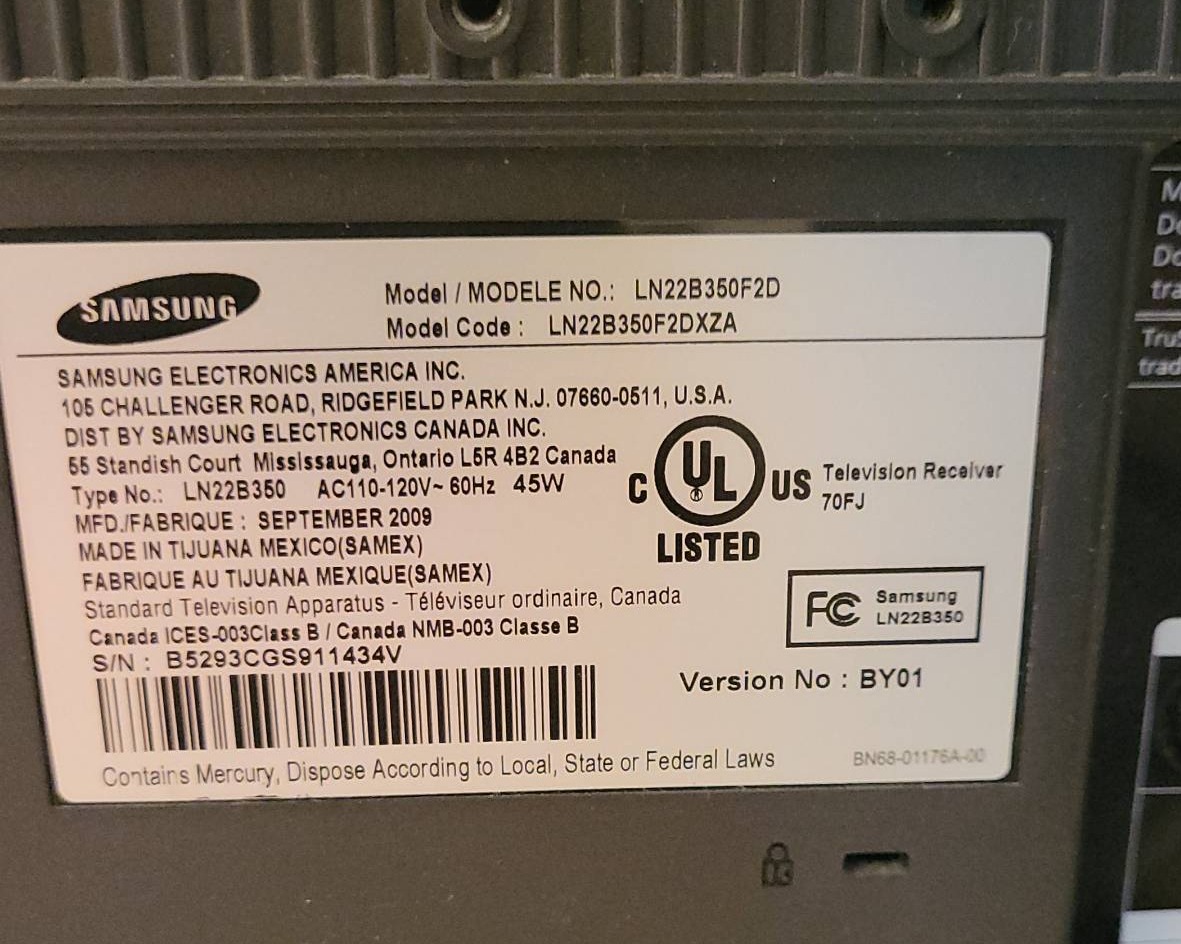 SAMSUNG
Model / MODELE NO.: LN22B350F2D
Model Code : LN22B350F2DXZA
SAMSUNG ELECTRONICS AMERICA INC.
105 CHALLENGER ROAD, RIDGEFIELD PARK N.J. 07660-0511, U.S.A.
DIST BY SAMSUNG ELECTRONICS CANADA INC.
55 Standish Court Mississauga, Ontario L5R 4B2 Canada
Type No.: LN22B350 AC110-120V~ 60Hz 45W
MFD./FABRIQUE : SEPTEMBER 2009
MADE IN TIJUANA MEXICO(SAMEX)
FABRIQUE AU TIJUANA MEXIQUE(SAMEX)
Standard Television Apparatus - Téléviseur ordinaire, Canada
Canada ICES-003Class B / Canada NMB-003 Classe B
S/N : B5293CGS911434V
C UL ® US
LISTED
Television Receiver
70FJ
FC Samsung
LN22B350
Version No : BY01
Contains Mercury, Dispose According to Local, State or Federal Laws
BN68-01176A-00